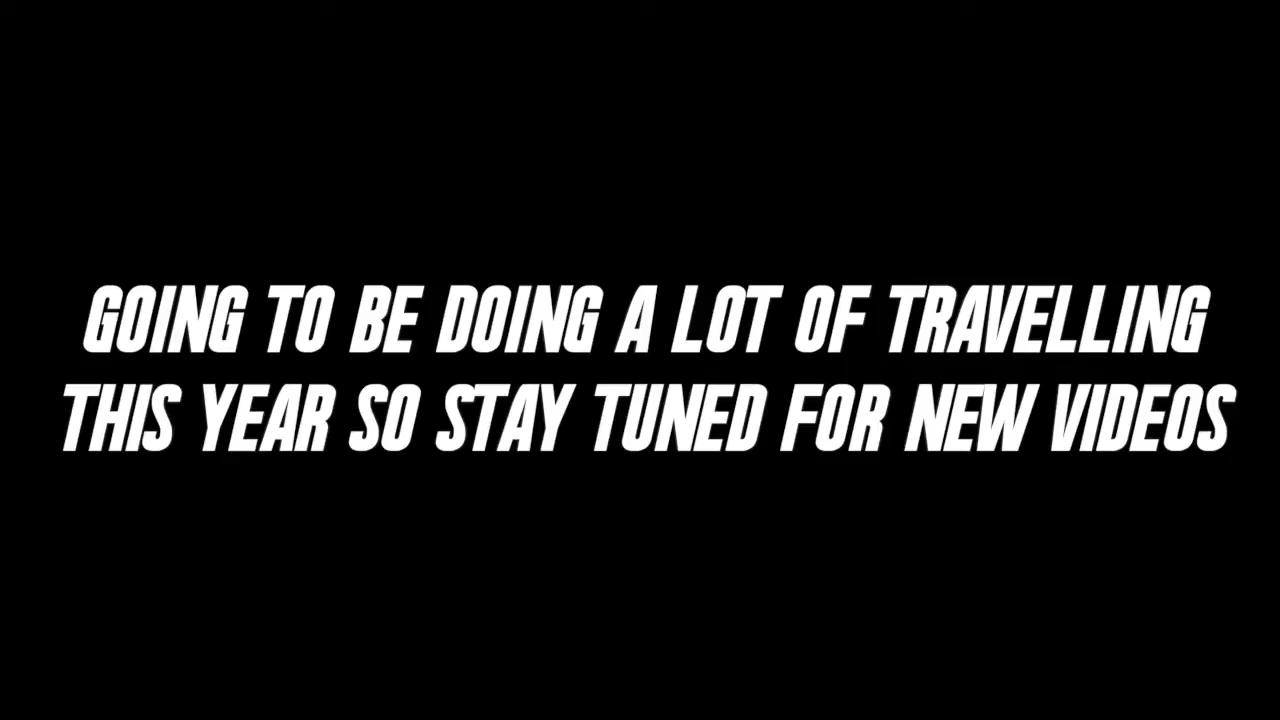 GOING TO BE DOING A LOT OF TRAVELLING
THIS YEAR SO STAY TUNED FOR NEW VIDEOS